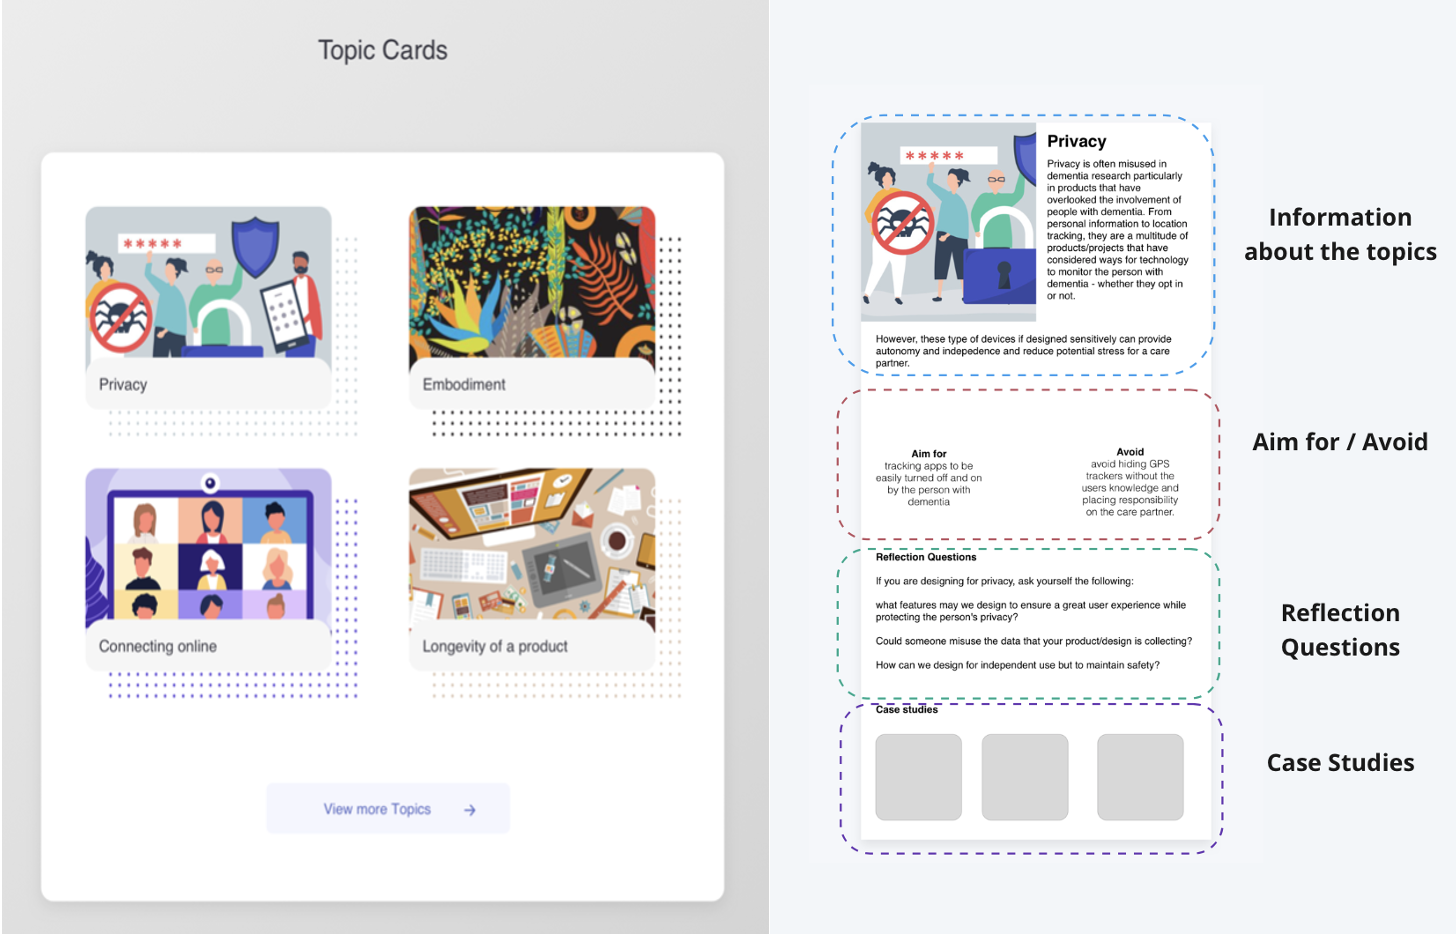 Topic Cards
*****
Privacy
Embodiment
Connecting online
Longevity of a product
View more Topics →
*****
Privacy
Privacy is often misused in
dementia research particularly
in products that have
overlooked the involvement of
people with dementia. From
personal information to location
tracking, they are a multitude of
products/projects that have
considered ways for technology
to monitor the person with
dementia - whether they opt in
or not.
However, these type of devices if designed sensitively can provide
autonomy and indepedence and reduce potential stress for a care
partner.
Information
about the topics
Aim for
tracking apps to be
easily turned off and on
by the person with
dementia
Avoid
avoid hiding GPS
trackers without the
users knowledge and
placing responsibility
on the care partner.
Aim for / Avoid
Reflection Questions
If you are designing for privacy, ask yourself the following:
what features may we design to ensure a great user experience while
protecting the person's privacy?
Could someone misuse the data that your product/design is collecting?
How can we design for independent use but to maintain safety?
Reflection
Questions
Case studies
Case Studies